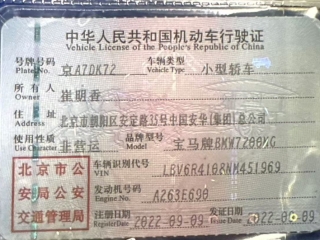 中华人民共和国机动车行驶证
Vehicle License of the People's Republic of China
号牌号码 京A7DK72 车辆类型 小型轿车
Plate No. Vehicle Type
所有人 崔明香
Owner
住址 北京市朝阳区安定路35号中国安华(集团)总公司
Address
使用性质 非营运 品牌型号 宝马牌BMW7200XG
Use Character Model
北京市公
安局公安
交通管理局
车辆识别代号 LBV6R4102NM451969
VIN
发动机号码 A263E690
Engine No.
注册日期 2022-09-09 发证日期 2022-09-09
Register Date Issue Date